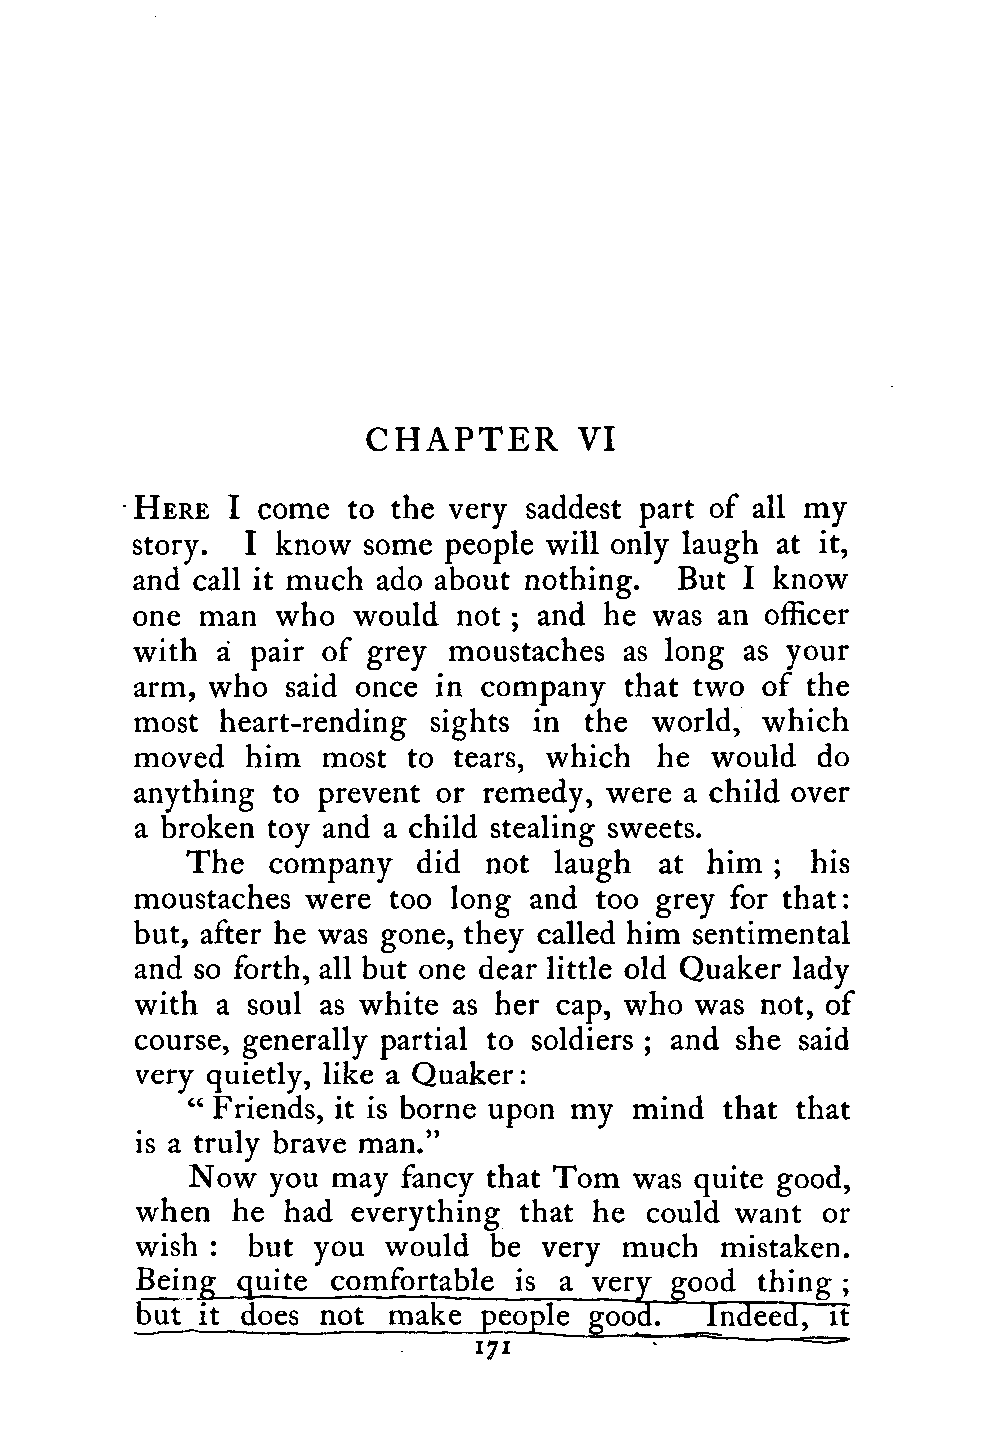 CHAPTER VI
HERE I come to the very saddest part of all my
story. I know some people will only laugh at it,
and call it much ado about nothing. But I know
one man who would not ; and he was an officer
with a pair of grey moustaches as long as your
arm, who said once in company that two of the
most heart-rending sights in the world, which
moved him most to tears, which he would do
anything to prevent or remedy, were a child over
a broken toy and a child stealing sweets.
The company did not laugh at him ; his
moustaches were too long and too grey for that:
but, after he was gone, they called him sentimental
and so forth, all but one dear little old Quaker lady
with a soul as white as her cap, who was not, of
course, generally partial to soldiers ; and she said
very quietly, like a Quaker:
“ Friends, it is borne upon my mind that that
is a truly brave man.”
Now you may fancy that Tom was quite good,
when he had everything that he could want or
wish : but you would be very much mistaken.
Being quite comfortable is a very good thing ;
but it does not make people good. Indeed, it
171